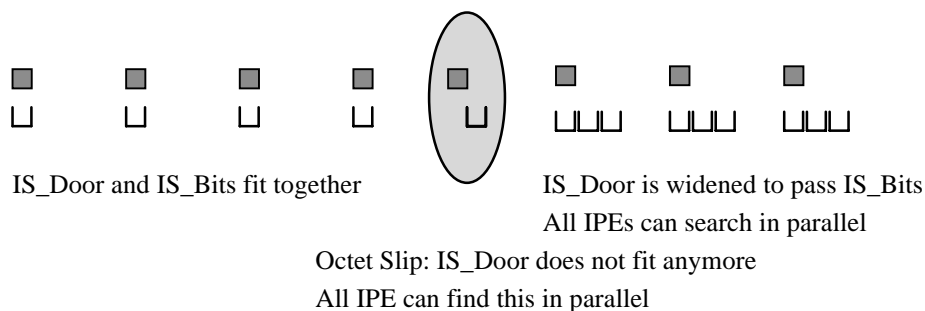 IS_Door and IS_Bits fit together
IS_Door is widened to pass IS_Bits
All IPEs can search in parallel
Octet Slip: IS_Door does not fit anymore
All IPE can find this in parallel